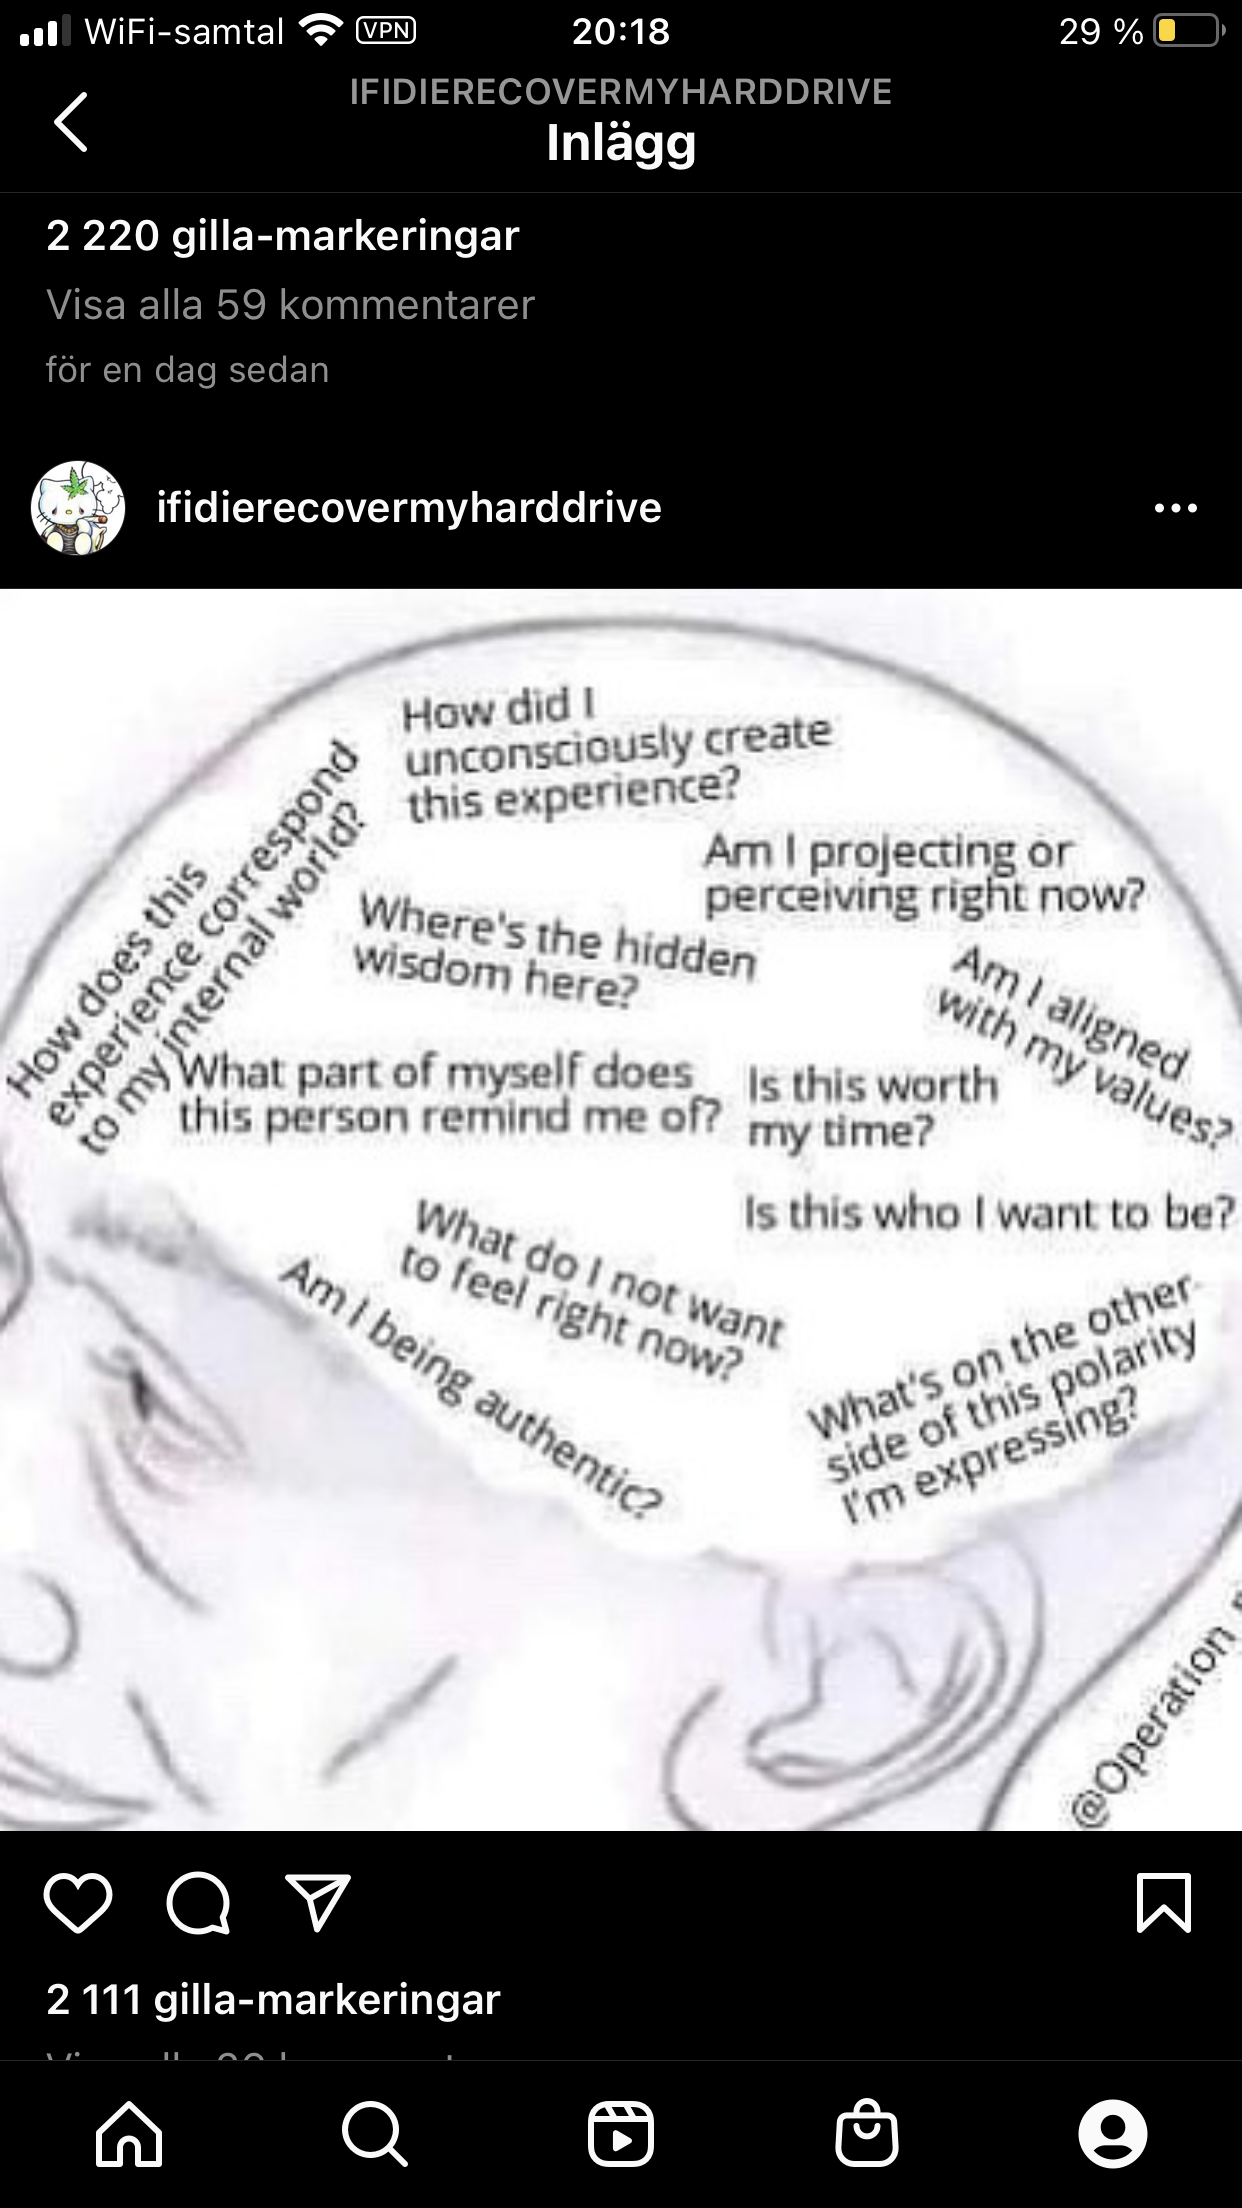 WiFi-samtal VPN 20:18 29 %
IFIDIERECOVERMYHARDDRIVE
Inlägg
2 220 gilla-markeringar
Visa alla 59 kommentarer
för en dag sedan
ifidierecovermyharddrive
How did I
unconsciously create
this experience?
How does this
experience correspond
to my internal world?
Am I projecting or
perceiving right now?
Where's the hidden
wisdom here?
Am I aligned
with my values?
What part of myself does
this person remind me of?
Is this worth
my time?
Is this who I want to be?
What do I not want
to feel right now?
Am I being authentic?
What's on the other
side of this polarity
I'm expressing?
@Operation
2 111 gilla-markeringar